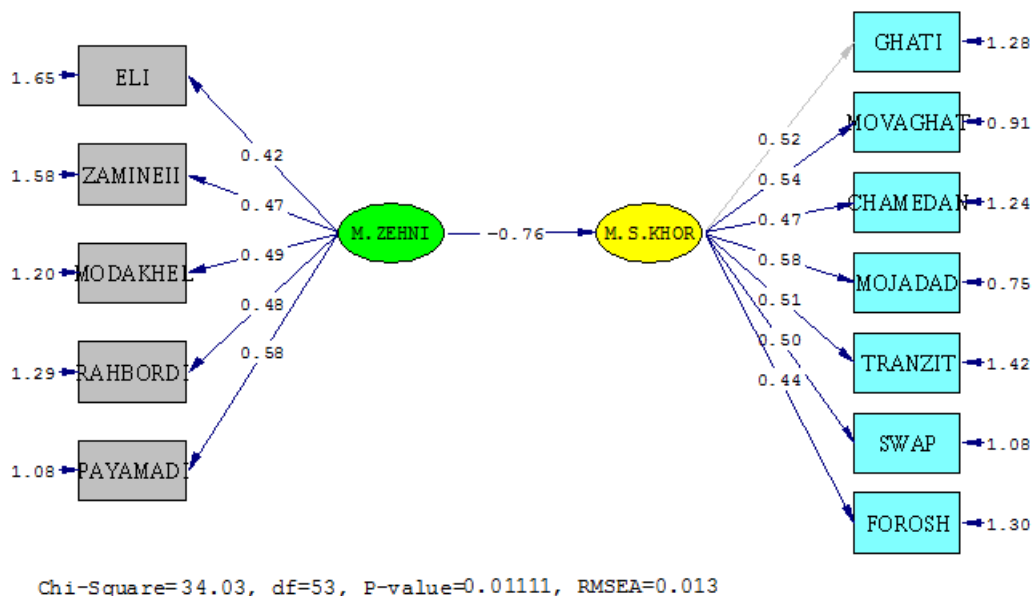 1.65 ELI
1.58 ZAMINEII
1.20 MODAKHEL
1.29 RAHBORDI
1.08 PAYAMADI
0.42
0.47
0.49
0.48
0.58
M.ZEHNI -0.76 M.S.KHOR
0.52
0.54
0.47
0.58
0.51
0.50
0.44
GHATI 1.28
MOVAGHAT 0.91
CHAMEDAN 1.24
MOJADAD 0.75
TRANZIT 1.42
SWAP 1.08
FOROSH 1.30
Chi-Square=34.03, df=53, P-value=0.01111, RMSEA=0.013